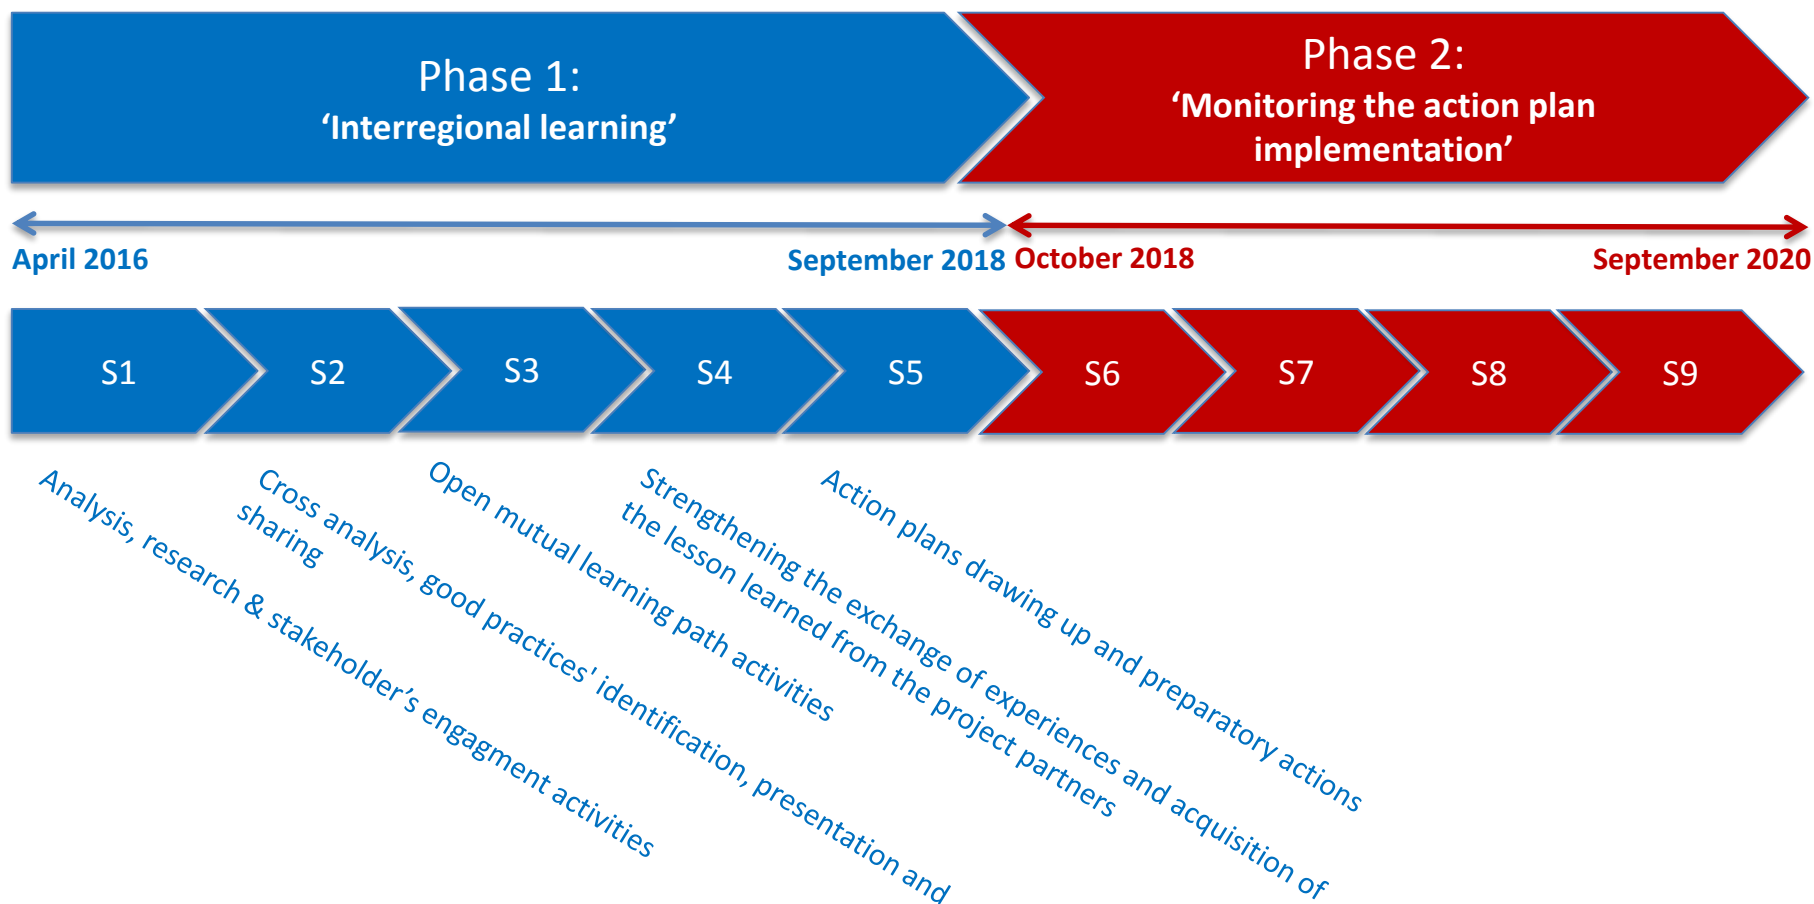 Phase 1:
‘Interregional learning’
Phase 2:
‘Monitoring the action plan
implementation’
April 2016
September 2018
October 2018
September 2020
S1
S2
S3
S4
S5
S6
S7
S8
S9
Analysis, research & stakeholder’s engagment activities
Cross analysis, good practices' identification, presentation and
sharing
Open mutual learning path activities
Strengthening the exchange of experiences and acquisition of
the lesson learned from the project partners
Action plans drawing up and preparatory actions